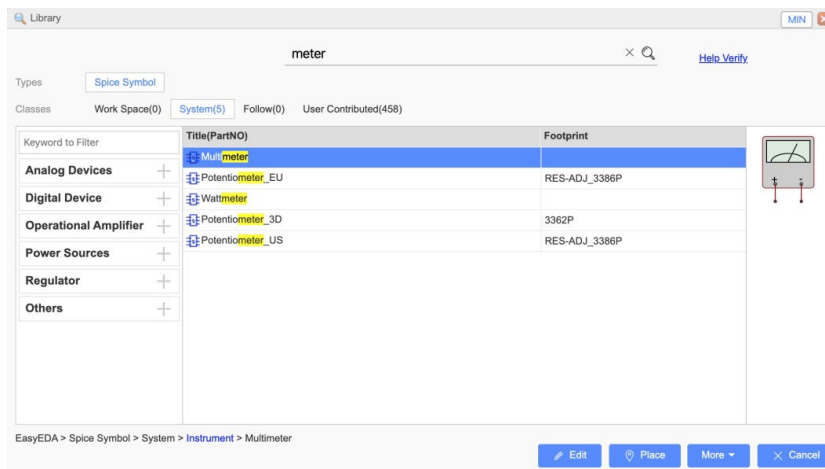 Library MIN
meter
Help Verify
Types Spice Symbol
Classes Work Space(0) System(5) Follow(0) User Contributed(458)
Keyword to Filter
Analog Devices
Digital Device
Operational Amplifier
Power Sources
Regulator
Others
Title(PartNO) Footprint
Multimeter
Potentiometer_EU RES-ADJ_3386P
Wattmeter
Potentiometer_3D 3362P
Potentiometer_US RES-ADJ_3386P
EasyEDA > Spice Symbol > System > Instrument > Multimeter
Edit Place More Cancel